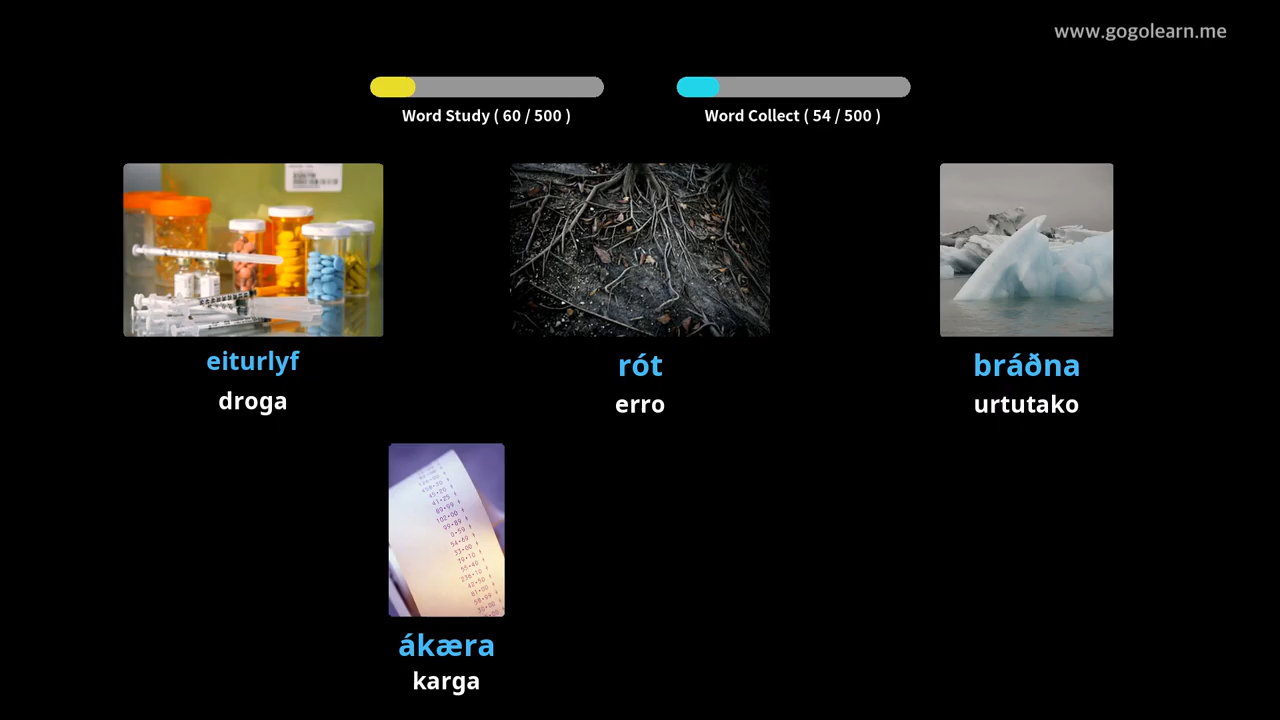 www.gogolearn.me
Word Study ( 60 / 500 )
Word Collect ( 54 / 500 )
eiturlyf
droga
rót
erro
bráðna
urtutako
ákæra
karga